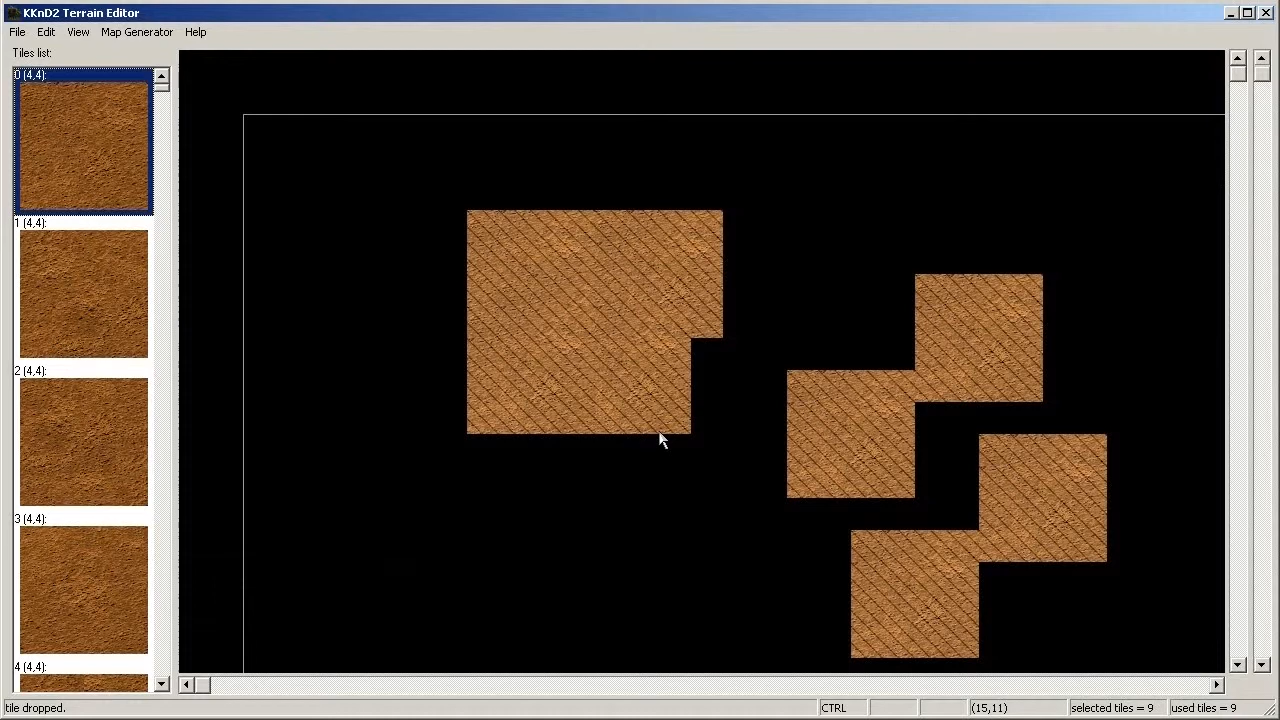 KKnD2 Terrain Editor
File Edit View Map Generator Help
Tiles list:
0 (4,4):
1 (4,4):
2 (4,4):
3 (4,4):
4 (4,4):
tile dropped. CTRL (15,11) selected tiles = 9 used tiles = 9